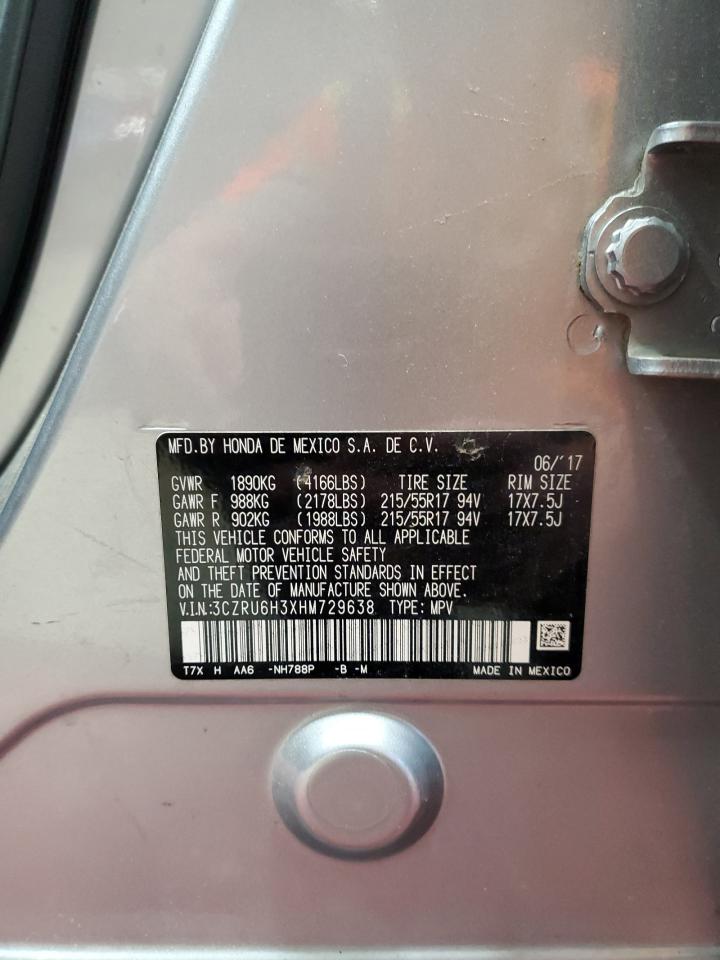 MFD.BY HONDA DE MEXICO S.A. DE C.V.
06/'17
GVWR 1890KG (4166LBS) TIRE SIZE RIM SIZE
GAWR F 988KG (2178LBS) 215/55R17 94V 17X7.5J
GAWR R 902KG (1988LBS) 215/55R17 94V 17X7.5J
THIS VEHICLE CONFORMS TO ALL APPLICABLE
FEDERAL MOTOR VEHICLE SAFETY
AND THEFT PREVENTION STANDARDS IN EFFECT
ON THE DATE OF MANUFACTURE SHOWN ABOVE.
V.I.N.:3CZRU6H3XHM729638 TYPE: MPV
T7X H AA6 -NH788P -B -M MADE IN MEXICO